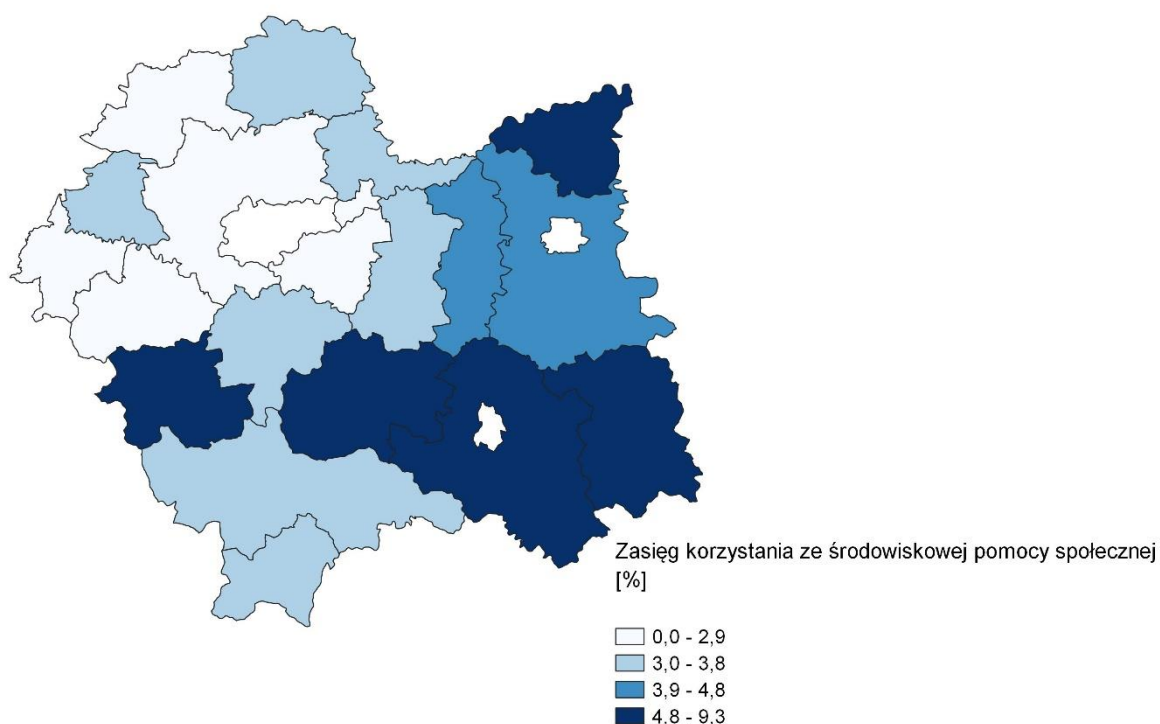 Zasięg korzystania ze środowiskowej pomocy społecznej
[%]
0,0 - 2,9
3,0 - 3,8
3,9 - 4,8
4.8 - 9.3